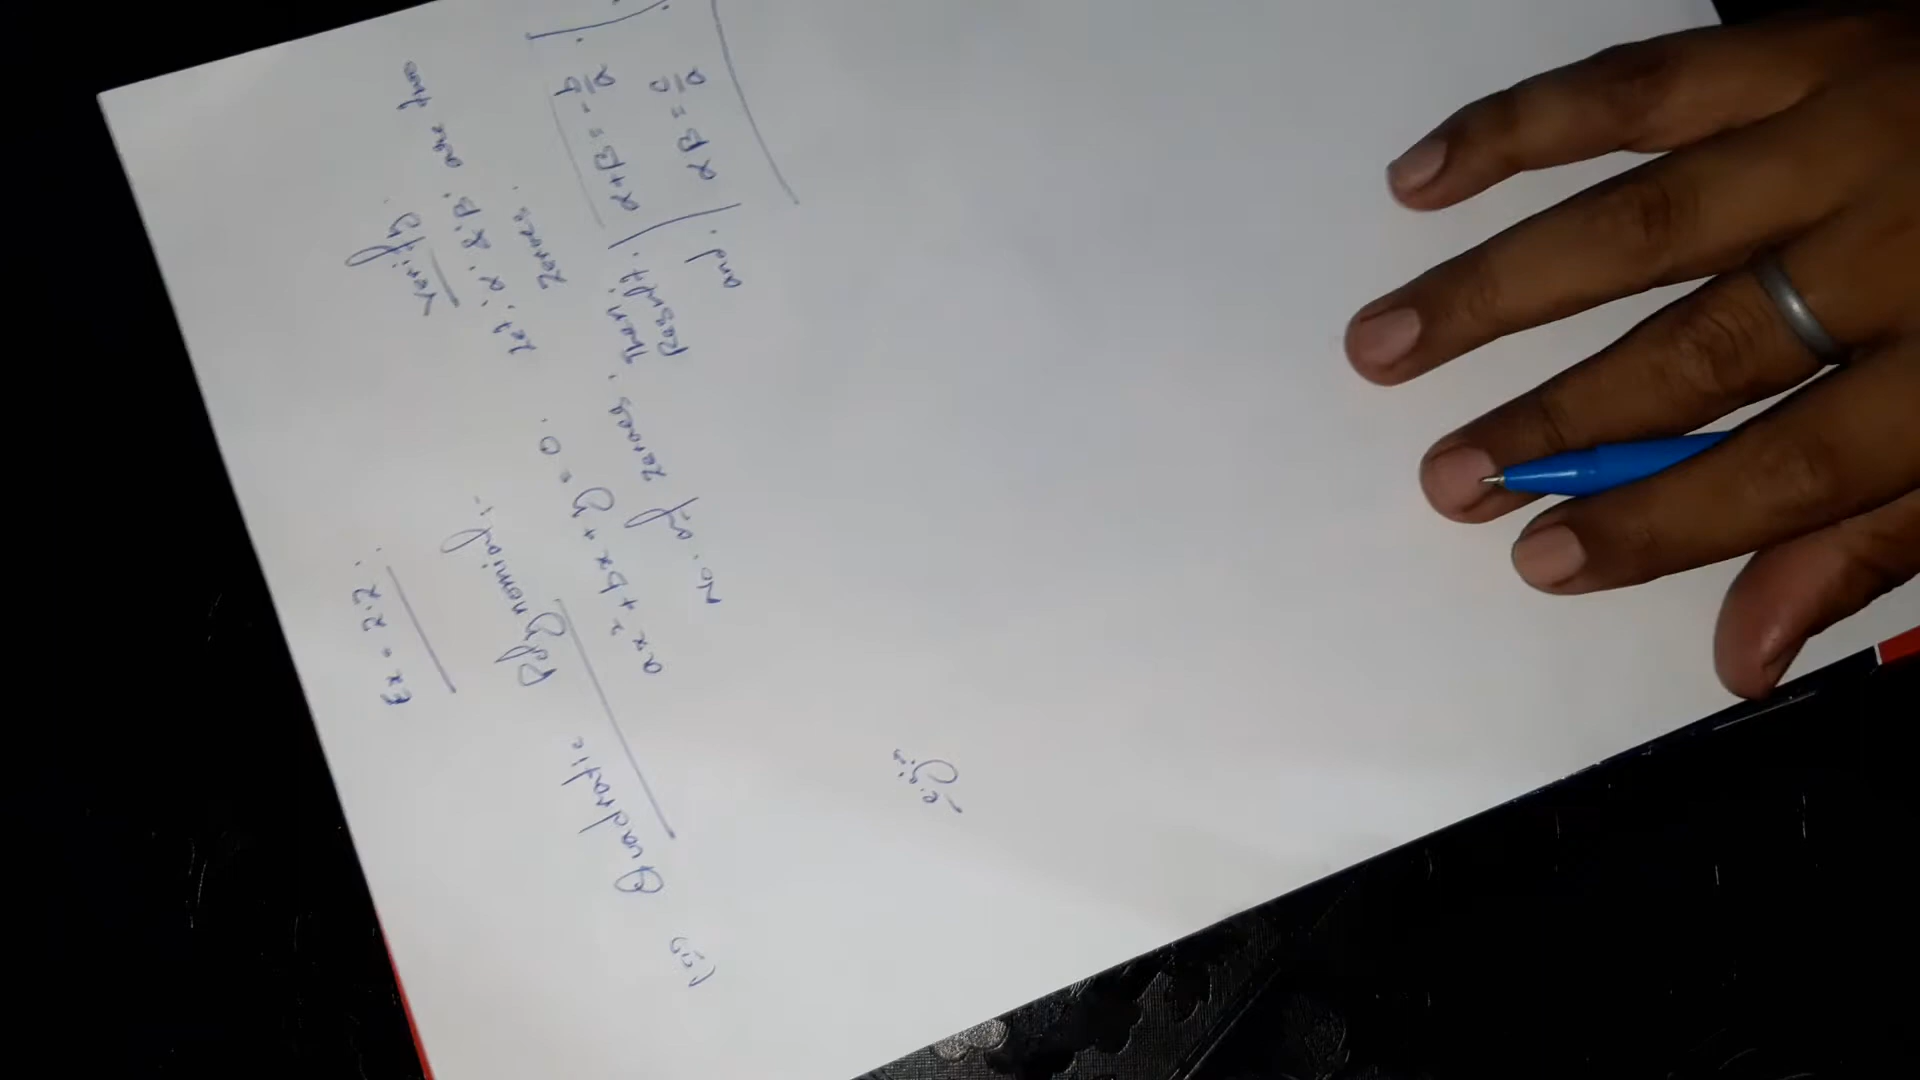 Ex = 2.2.
Verify.
(i) Quadratic Polynomial:-
Let, 'α' & 'β' are two
zeroes.
ax² + bx + y = 0.
No. of zeroes. Then,
α+β = -b/a.
Result.
and. αβ = c/a